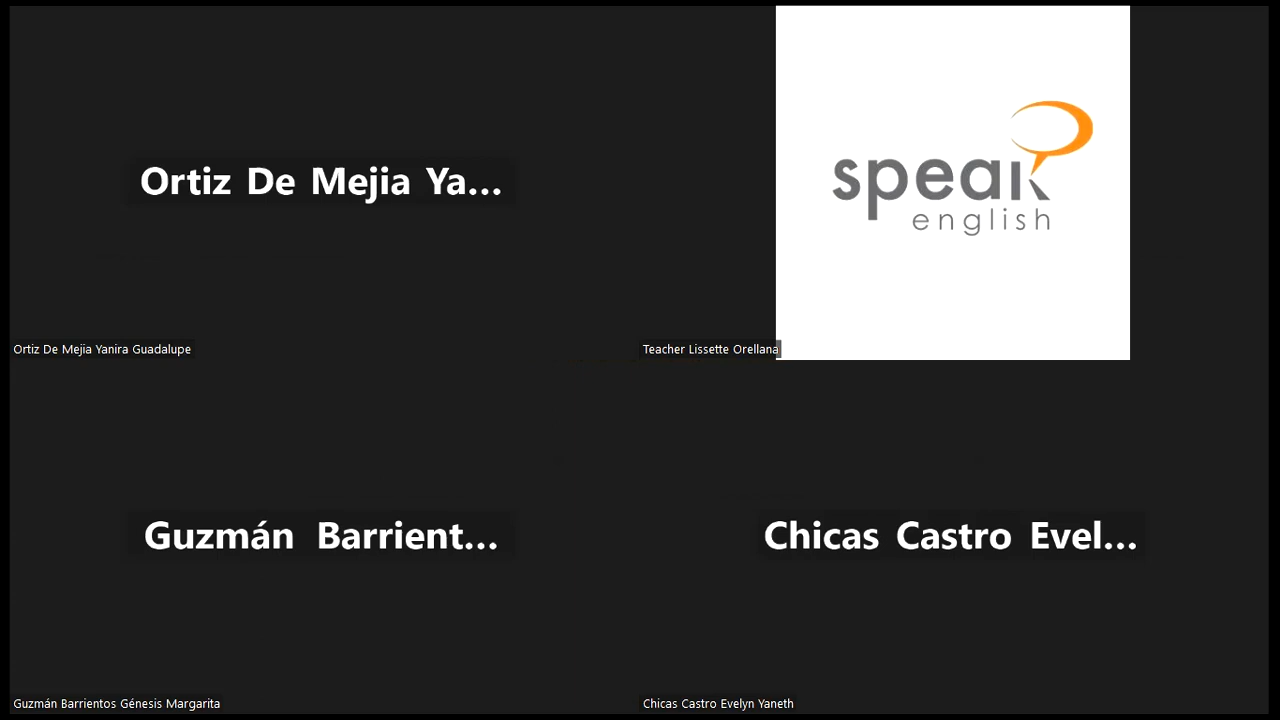 Ortiz De Mejia Ya...
Ortiz De Mejia Yanira Guadalupe
speak
english
Teacher Lissette Orellana
Guzmán Barrient...
Guzmán Barrientos Génesis Margarita
Chicas Castro Evel...
Chicas Castro Evelyn Yaneth